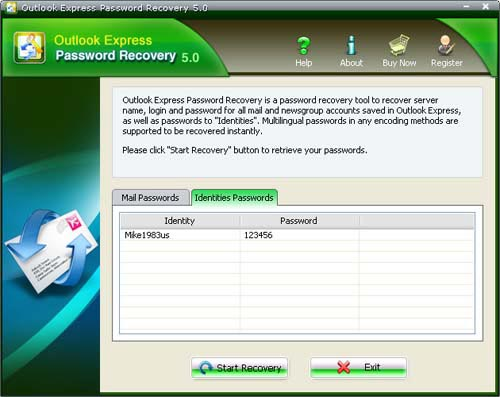 Outlook Express Password Recovery 5.0
Outlook Express
Password Recovery 5.0
Help
About
Buy Now
Register
Outlook Express Password Recovery is a password recovery tool to recover server
name, login and password for all mail and newsgroup accounts saved in Outlook Express,
as well as passwords to "Identities". Multilingual passwords in any encoding methods are
supported to be recovered instantly.
Please click "Start Recovery" button to retrieve your passwords.
Mail Passwords
Identities Passwords
Identity Password
Mike1983us 123456
Start Recovery
Exit